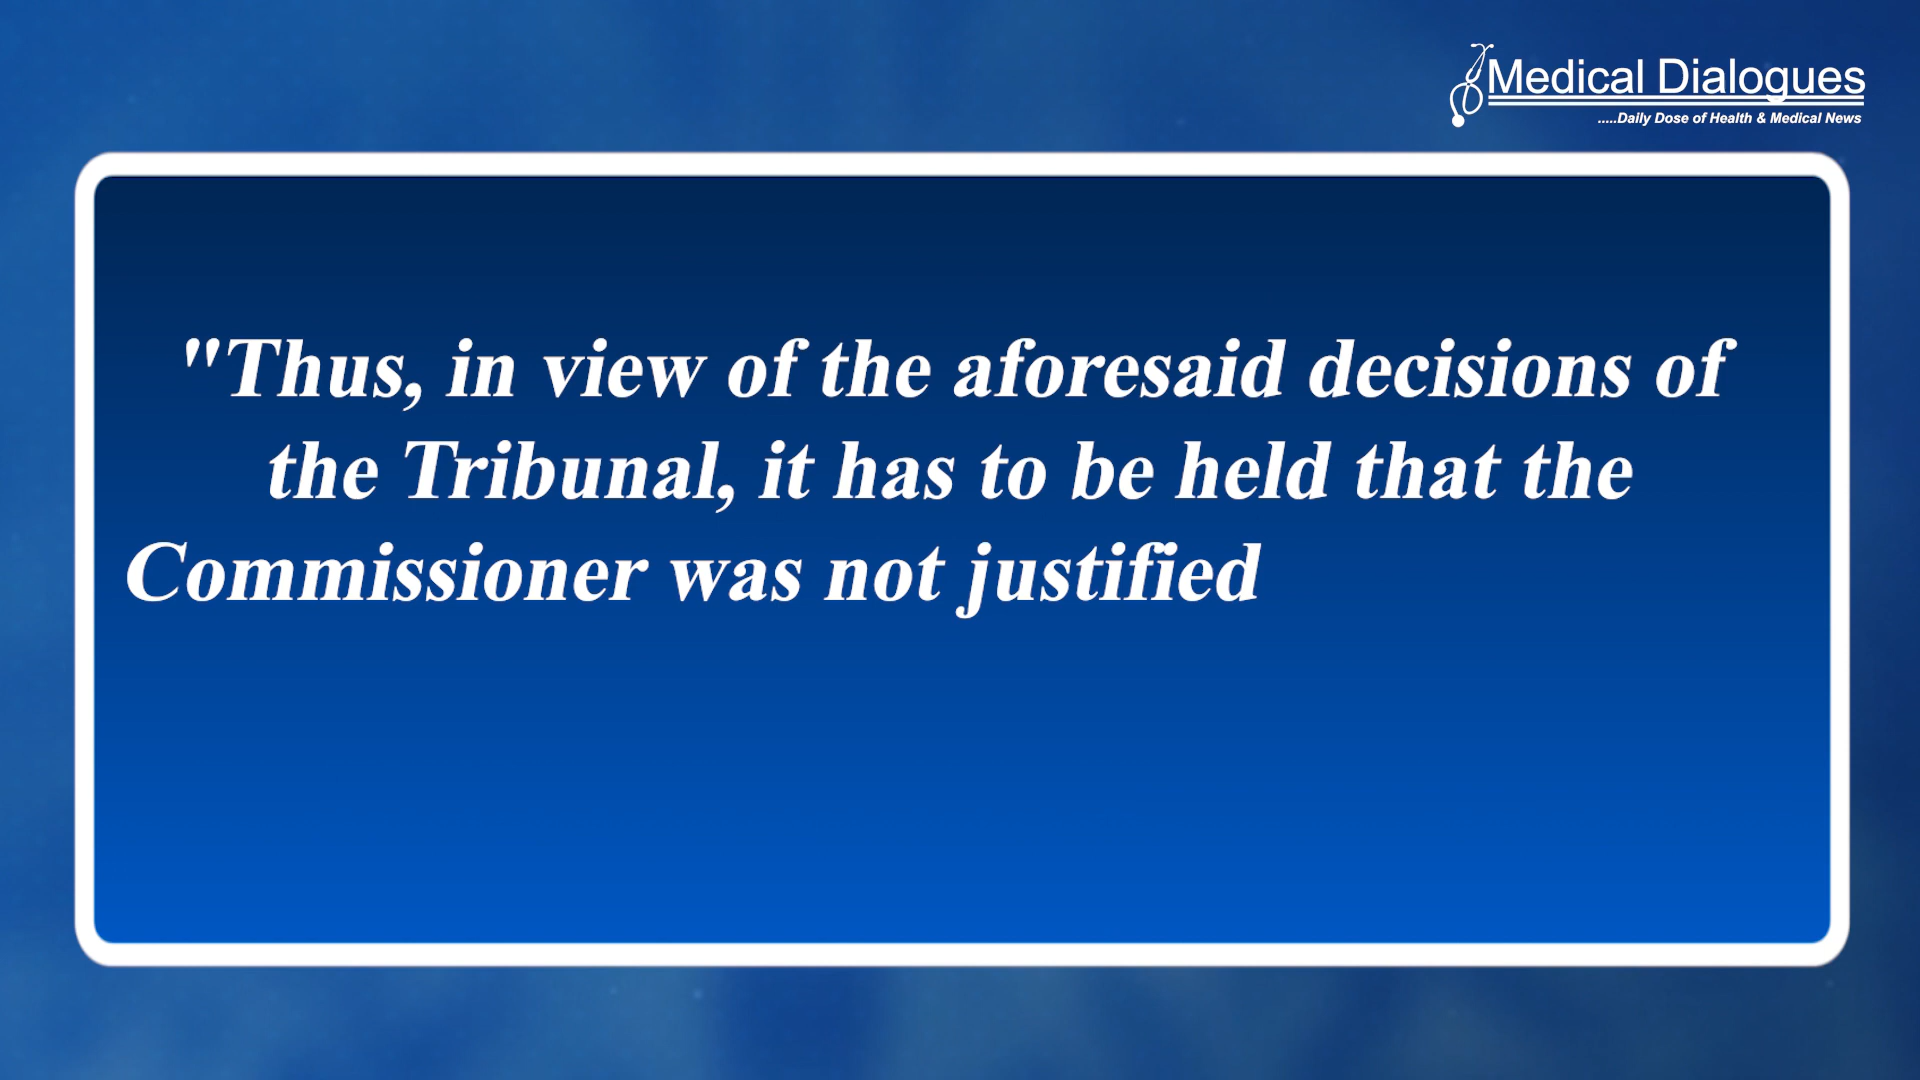 Medical Dialogues
.....Daily Dose of Health & Medical News
"Thus, in view of the aforesaid decisions of
the Tribunal, it has to be held that the
Commissioner was not justified